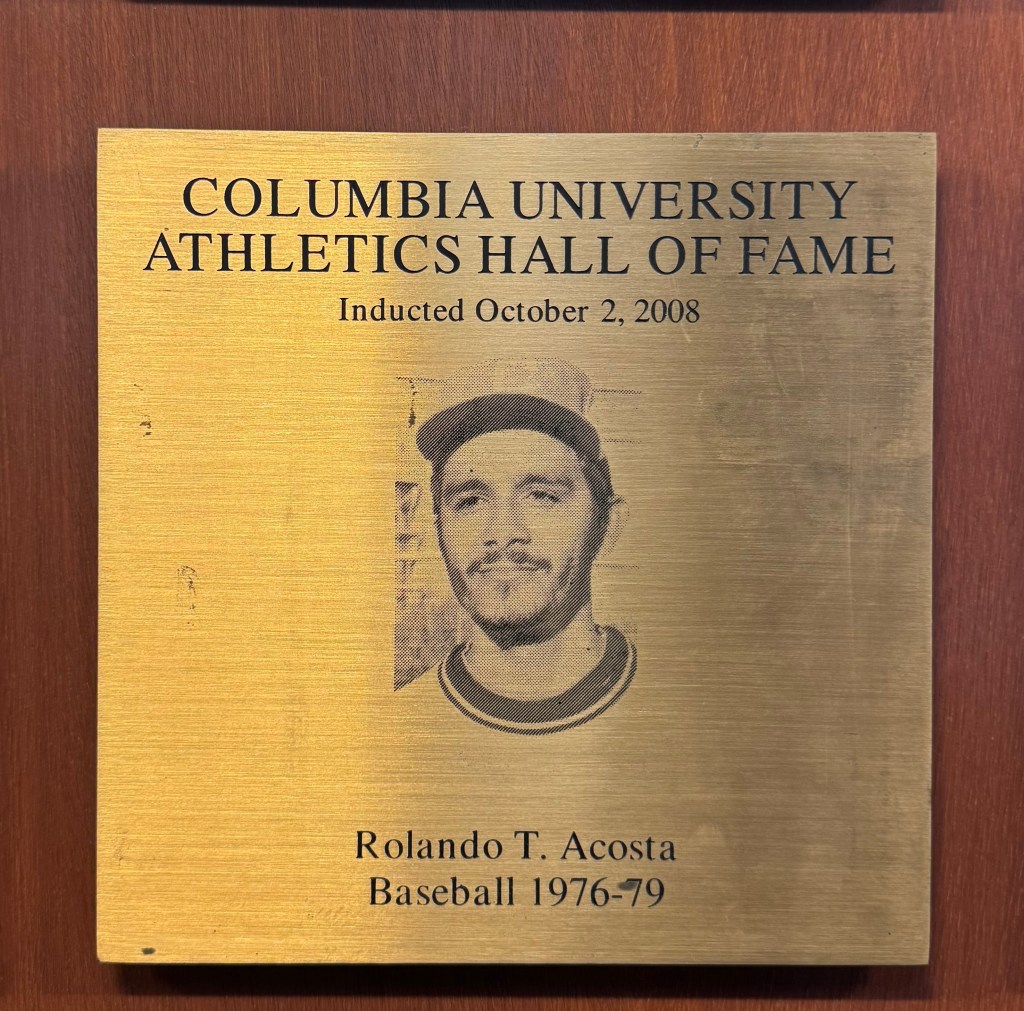 COLUMBIA UNIVERSITY
ATHLETICS HALL OF FAME
Inducted October 2, 2008
Rolando T. Acosta
Baseball 1976-79